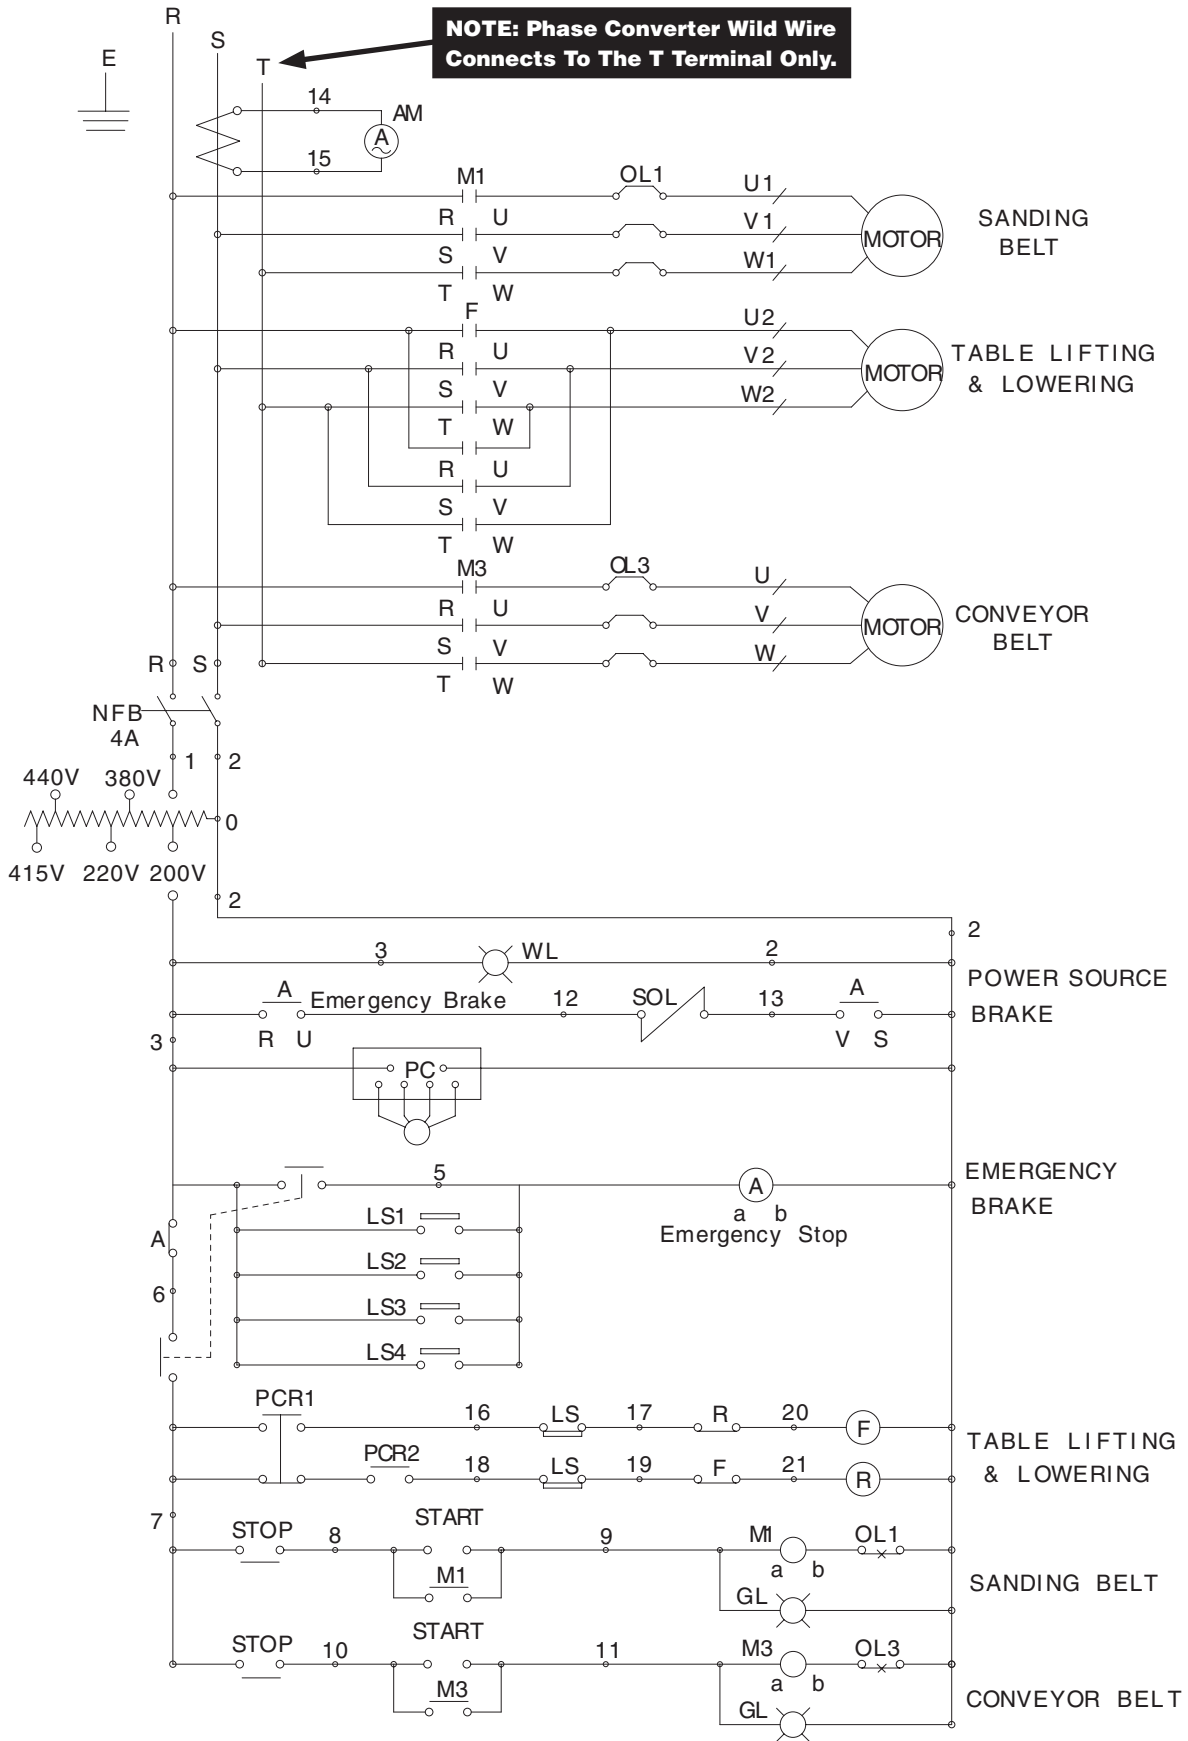 R
S
T
E
NOTE: Phase Converter Wild Wire
Connects To The T Terminal Only.
14
AM
A
15
M1
OL1
U1
R U
V1
MOTOR
SANDING
BELT
S V
W1
T W
F
U2
R U
V2
MOTOR
TABLE LIFTING
& LOWERING
S V
W2
T W
R U
S V
T W
M3
OL3
U
R U
V
MOTOR
CONVEYOR
BELT
S V
W
T W
R S
NFB
4A
1 2
440V 380V
0
415V 220V 200V
2
2
3
WL
2
POWER SOURCE
A
Emergency Brake
12
SOL
13
A
BRAKE
R U
V S
3
PC
5
A
a b
Emergency Stop
EMERGENCY
BRAKE
LS1
A
LS2
6
LS3
LS4
PCR1
16
LS
17
R
20
F
TABLE LIFTING
& LOWERING
PCR2
18
LS
19
F
21
R
7
STOP
8
START
9
M1
OL1
M1
a b
GL
SANDING BELT
STOP
10
START
11
M3
OL3
M3
a b
GL
CONVEYOR BELT